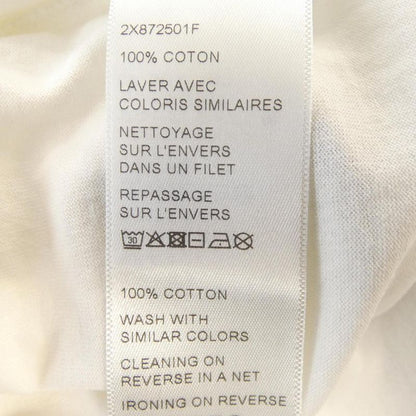 2X872501F
100% COTON
LAVER AVEC
COLORIS SIMILAIRES
NETTOYAGE
SUR L'ENVERS
DANS UN FILET
REPASSAGE
SUR L'ENVERS
30
100% COTTON
WASH WITH
SIMILAR COLORS
CLEANING ON
REVERSE IN A NET
IRONING ON REVERSE